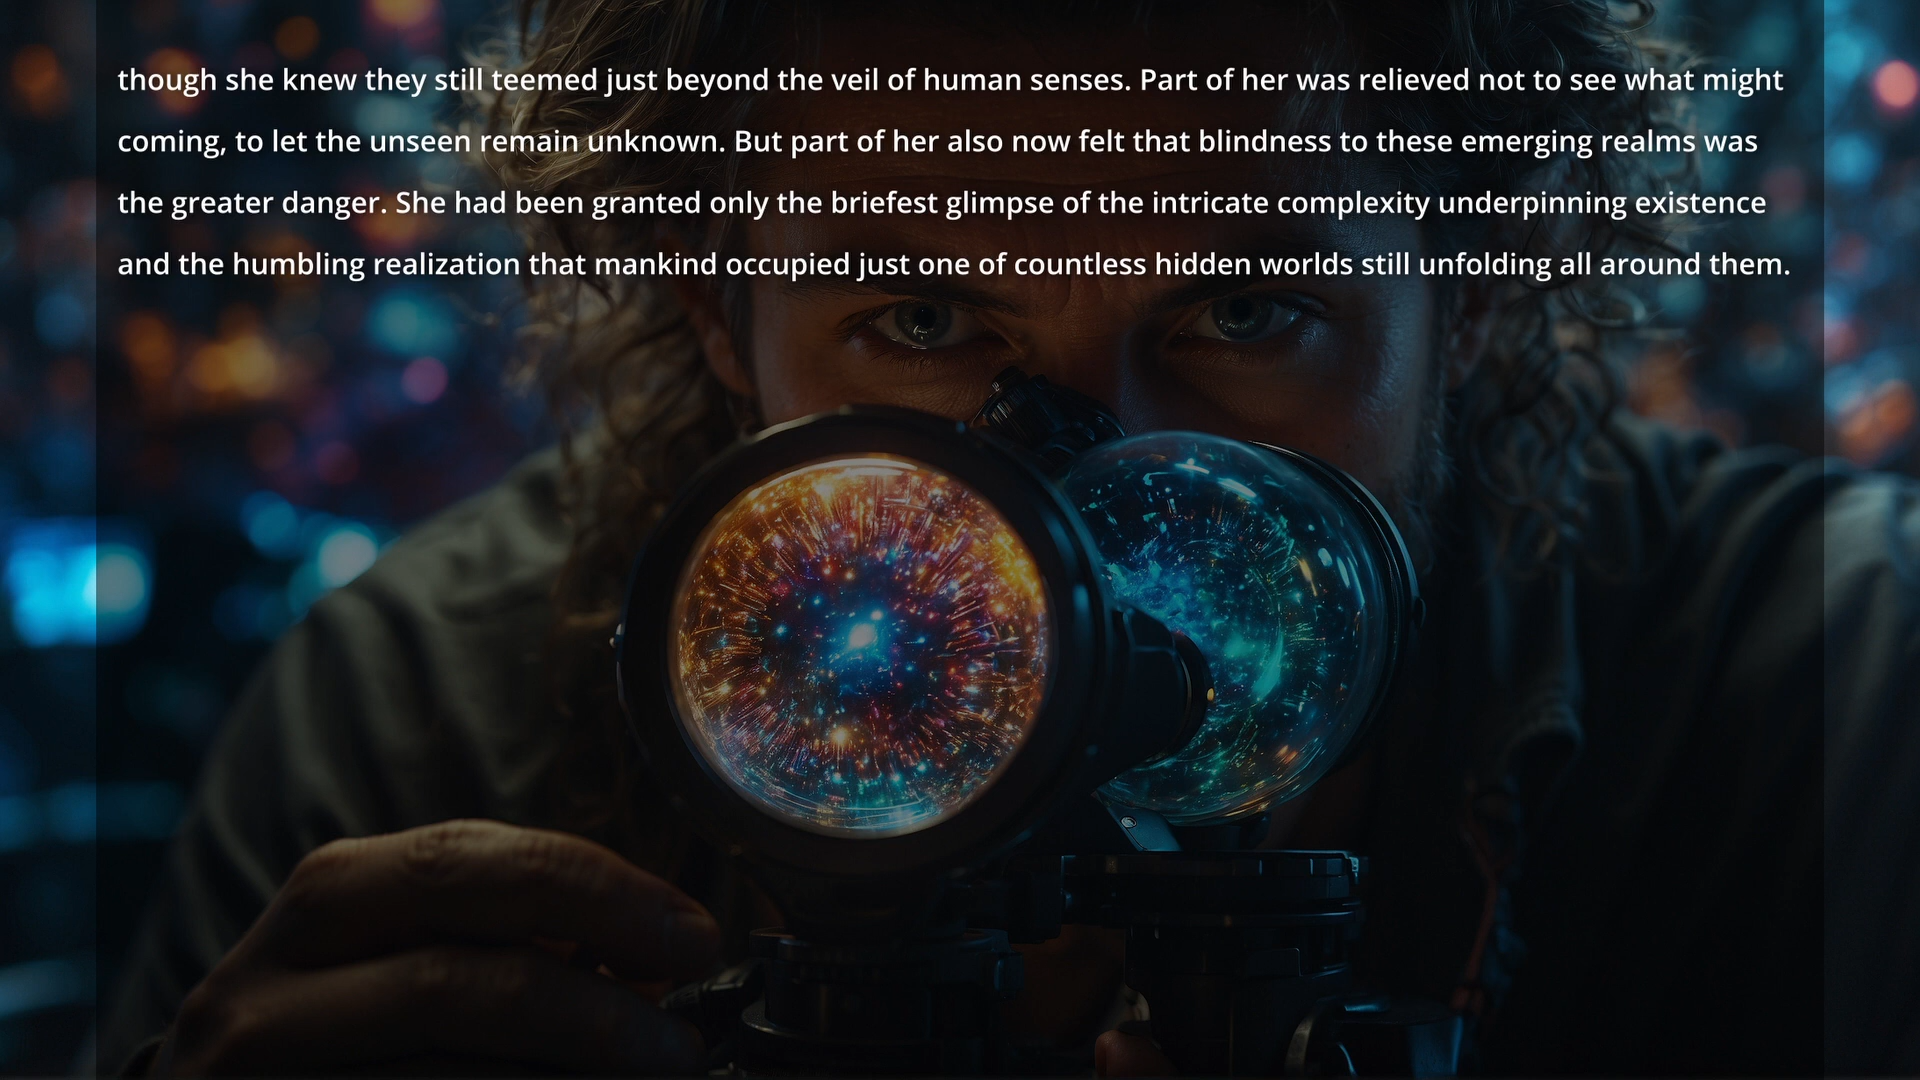 though she knew they still teemed just beyond the veil of human senses. Part of her was relieved not to see what might
coming, to let the unseen remain unknown. But part of her also now felt that blindness to these emerging realms was
the greater danger. She had been granted only the briefest glimpse of the intricate complexity underpinning existence
and the humbling realization that mankind occupied just one of countless hidden worlds still unfolding all around them.